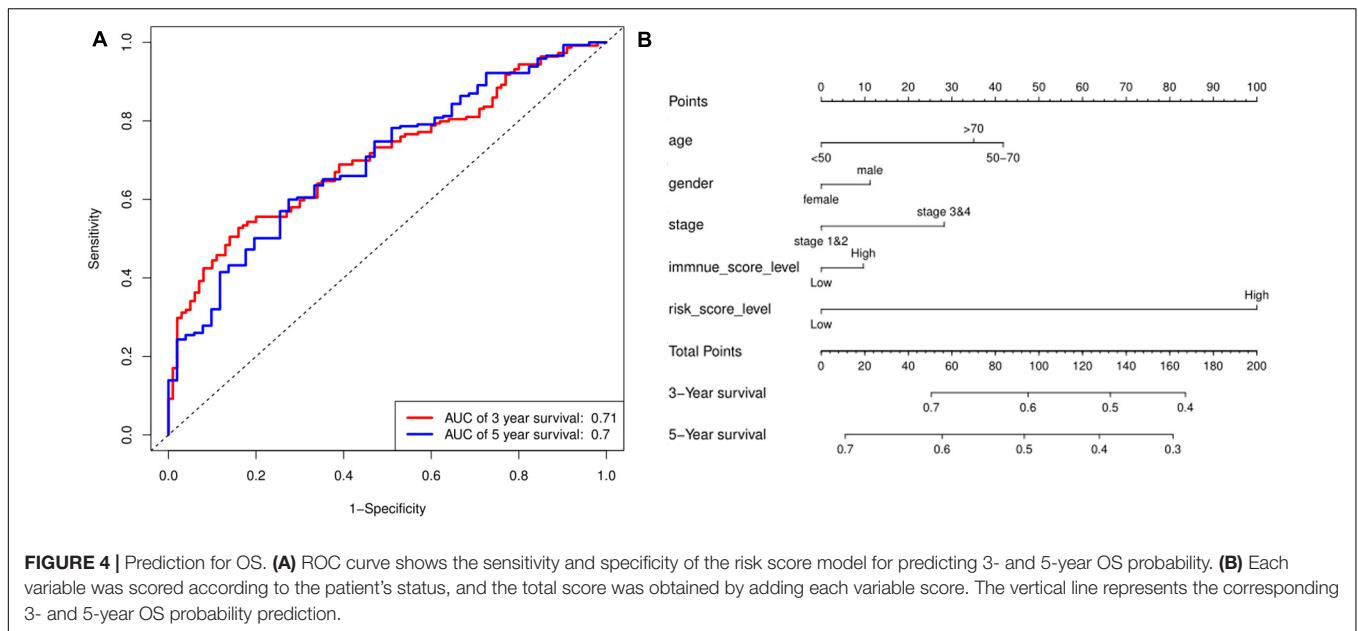 A
Sensitivity
0.0 0.2 0.4 0.6 0.8 1.0
AUC of 3 year survival: 0.71
AUC of 5 year survival: 0.7
0.0 0.2 0.4 0.6 0.8 1.0
1−Specificity
B
Points
0 10 20 30 40 50 60 70 80 90 100
age
>70
<50 50−70
gender
male
female
stage
stage 3&4
stage 1&2
immnue_score_level
High
Low
risk_score_level
High
Low
Total Points
0 20 40 60 80 100 120 140 160 180 200
3−Year survival
0.7 0.6 0.5 0.4
5−Year survival
0.7 0.6 0.5 0.4 0.3
FIGURE 4 | Prediction for OS. (A) ROC curve shows the sensitivity and specificity of the risk score model for predicting 3- and 5-year OS probability. (B) Each
variable was scored according to the patient's status, and the total score was obtained by adding each variable score. The vertical line represents the corresponding
3- and 5-year OS probability prediction.